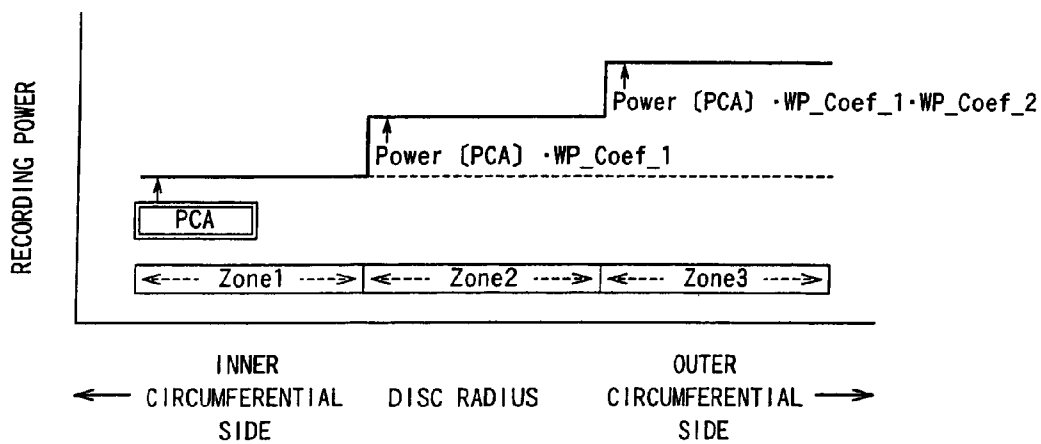 RECORDING POWER
Power (PCA) ·WP_Coef_1·WP_Coef_2
Power (PCA) ·WP_Coef_1
PCA
Zone1
Zone2
Zone3
INNER
CIRCUMFERENTIAL
SIDE
DISC RADIUS
OUTER
CIRCUMFERENTIAL
SIDE